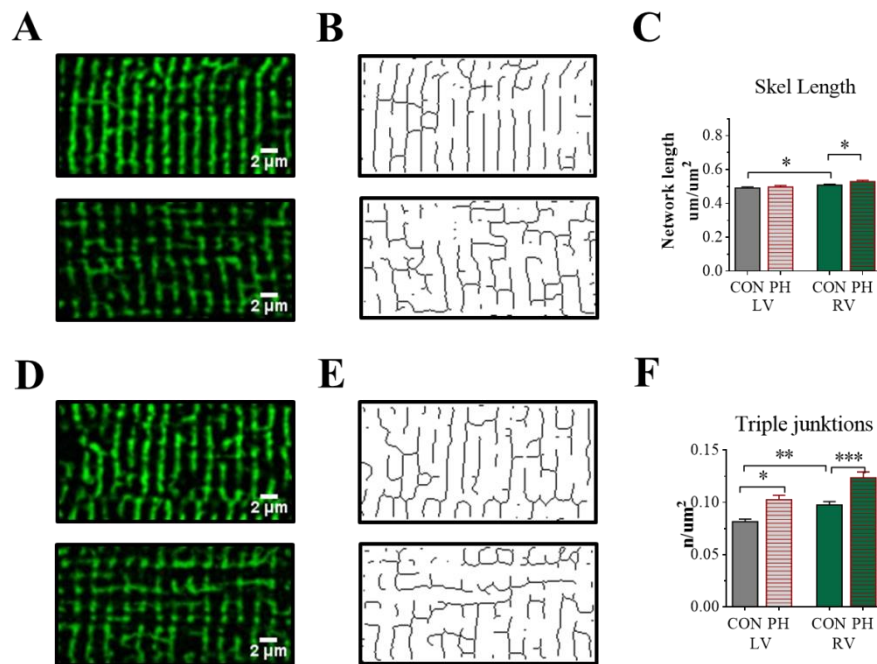 A
B
C
2 µm
2 µm
Skel Length
Network length
um/um²
0.8
0.6
0.4
0.2
0.0
*
*
CON PH CON PH
LV RV
D
E
F
2 µm
2 µm
Triple junktions
n/um²
0.15
0.10
0.05
0.00
**
***
*
CON PH CON PH
LV RV